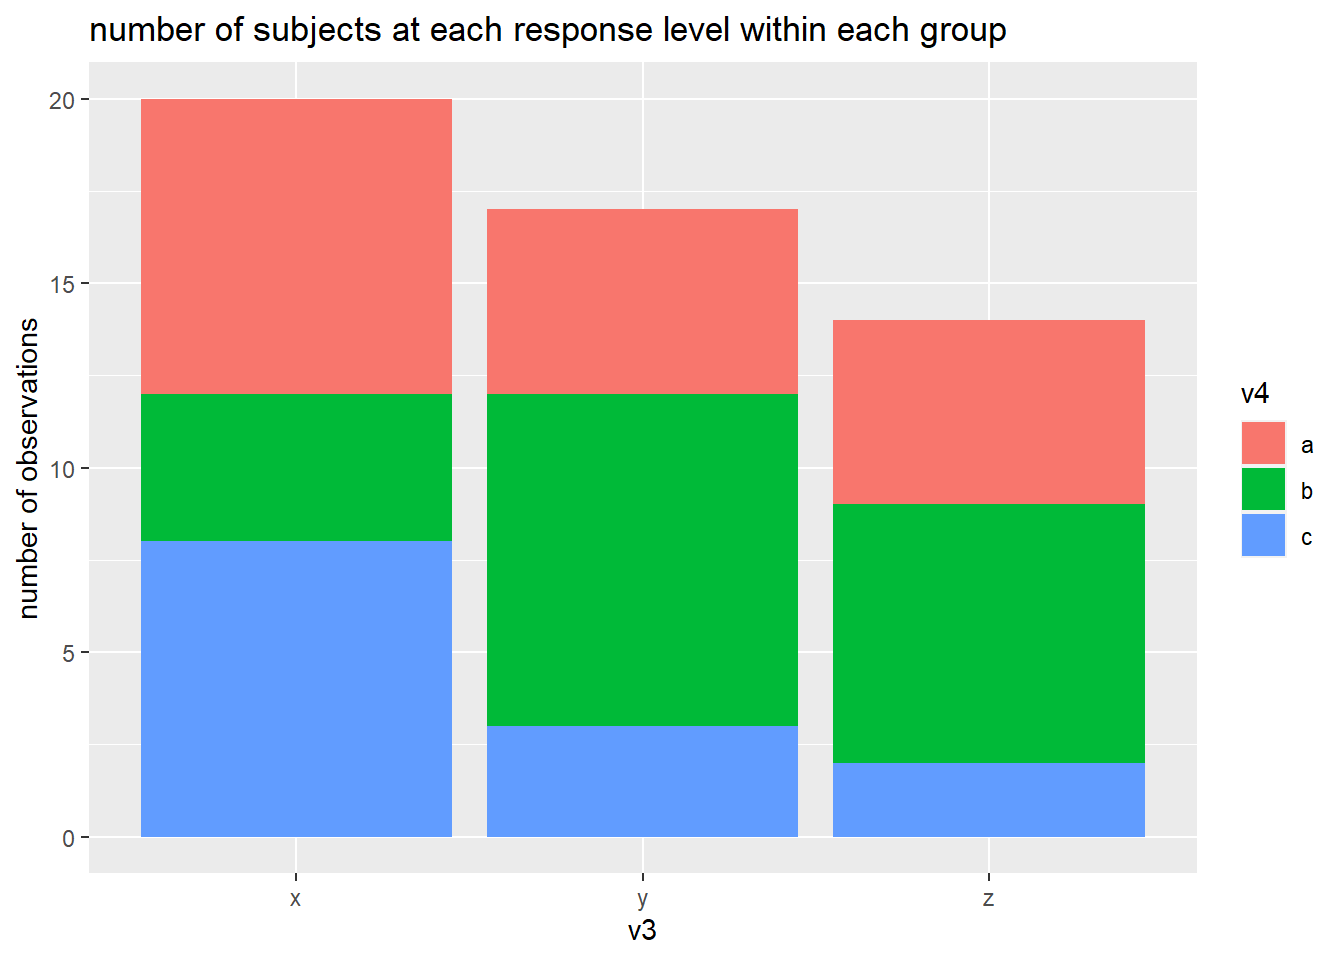 number of subjects at each response level within each group
number of observations
20
15
10
5
0
x
y
z
v3
v4
a
b
c